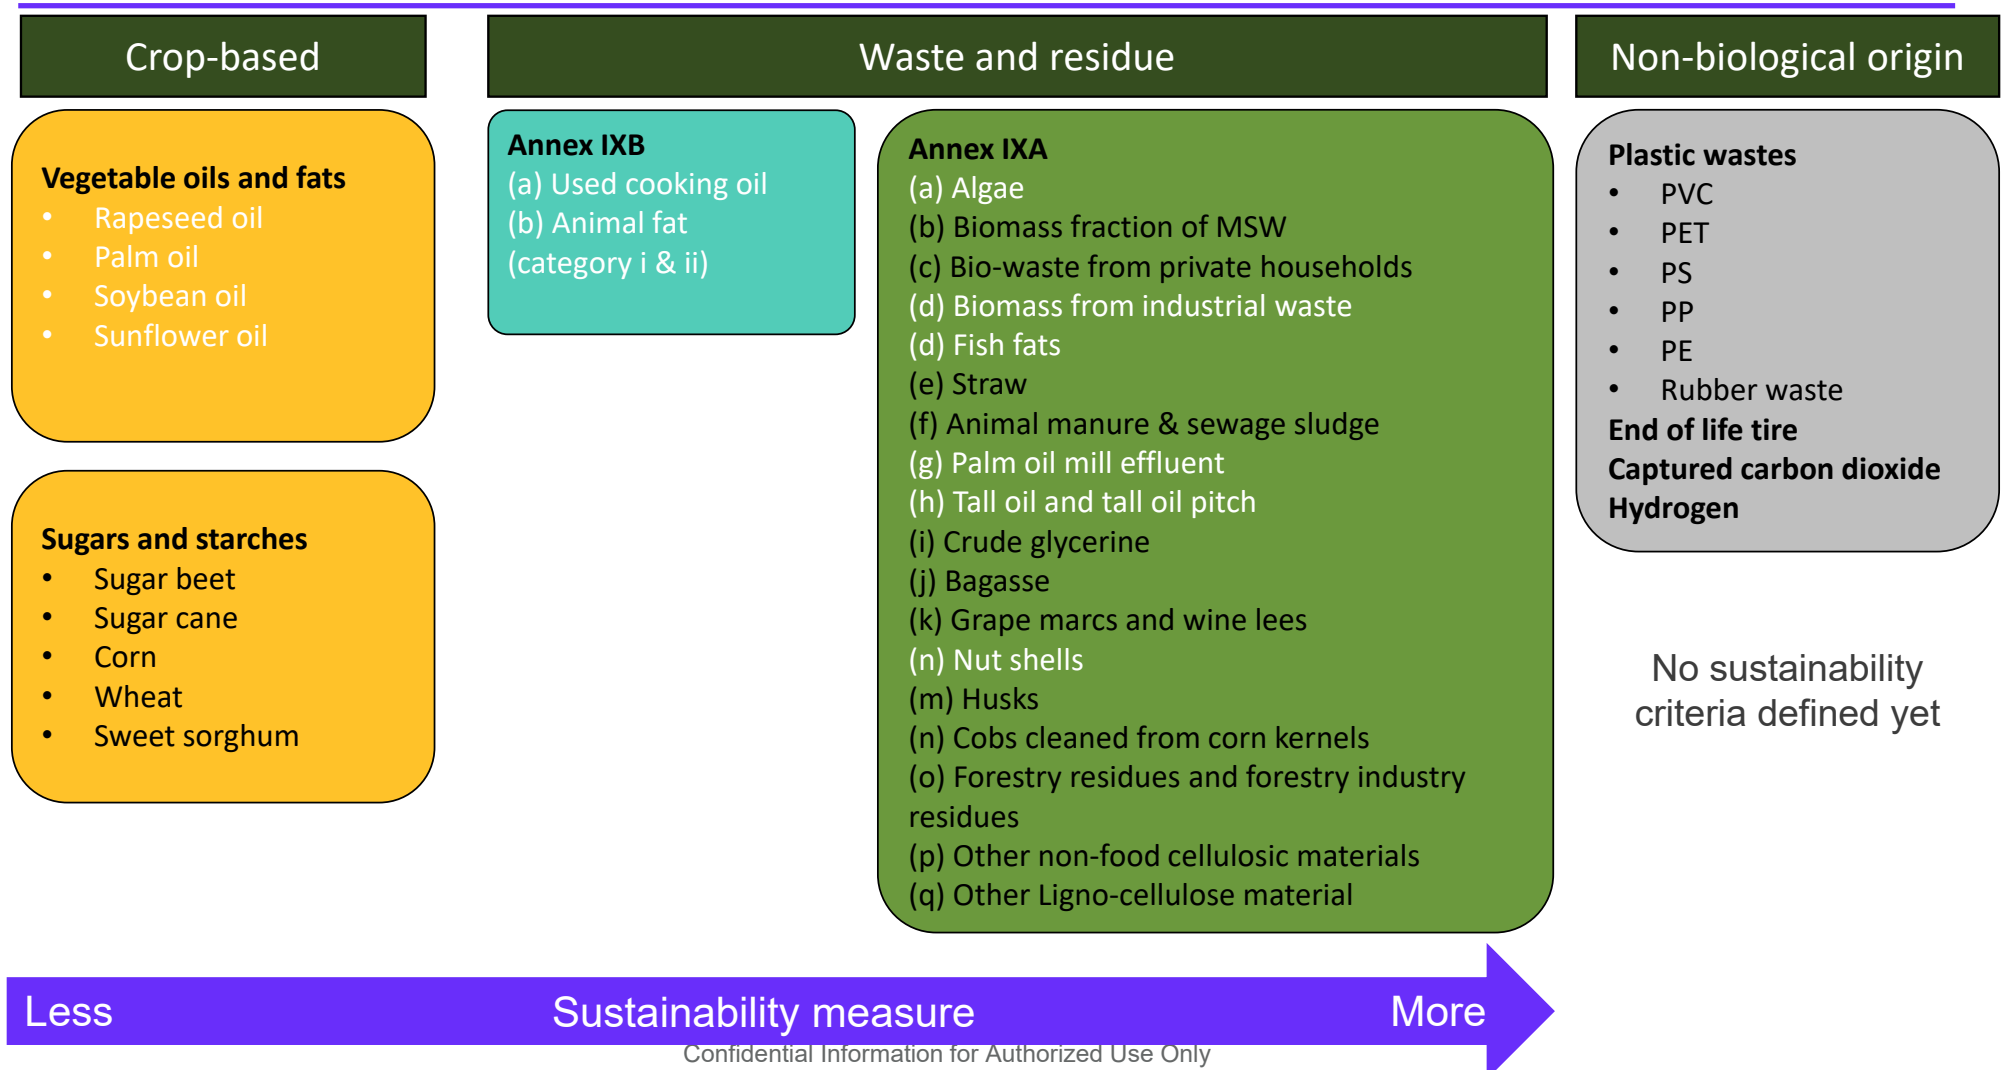 Crop-based
Waste and residue
Non-biological origin
Vegetable oils and fats
• Rapeseed oil
• Palm oil
• Soybean oil
• Sunflower oil
Sugars and starches
• Sugar beet
• Sugar cane
• Corn
• Wheat
• Sweet sorghum
Annex IXB
(a) Used cooking oil
(b) Animal fat
(category i & ii)
Annex IXA
(a) Algae
(b) Biomass fraction of MSW
(c) Bio-waste from private households
(d) Biomass from industrial waste
(d) Fish fats
(e) Straw
(f) Animal manure & sewage sludge
(g) Palm oil mill effluent
(h) Tall oil and tall oil pitch
(i) Crude glycerine
(j) Bagasse
(k) Grape marcs and wine lees
(n) Nut shells
(m) Husks
(n) Cobs cleaned from corn kernels
(o) Forestry residues and forestry industry
residues
(p) Other non-food cellulosic materials
(q) Other Ligno-cellulose material
Plastic wastes
• PVC
• PET
• PS
• PP
• PE
• Rubber waste
End of life tire
Captured carbon dioxide
Hydrogen
No sustainability
criteria defined yet
Less
Sustainability measure
More
Confidential Information for Authorized Use Only